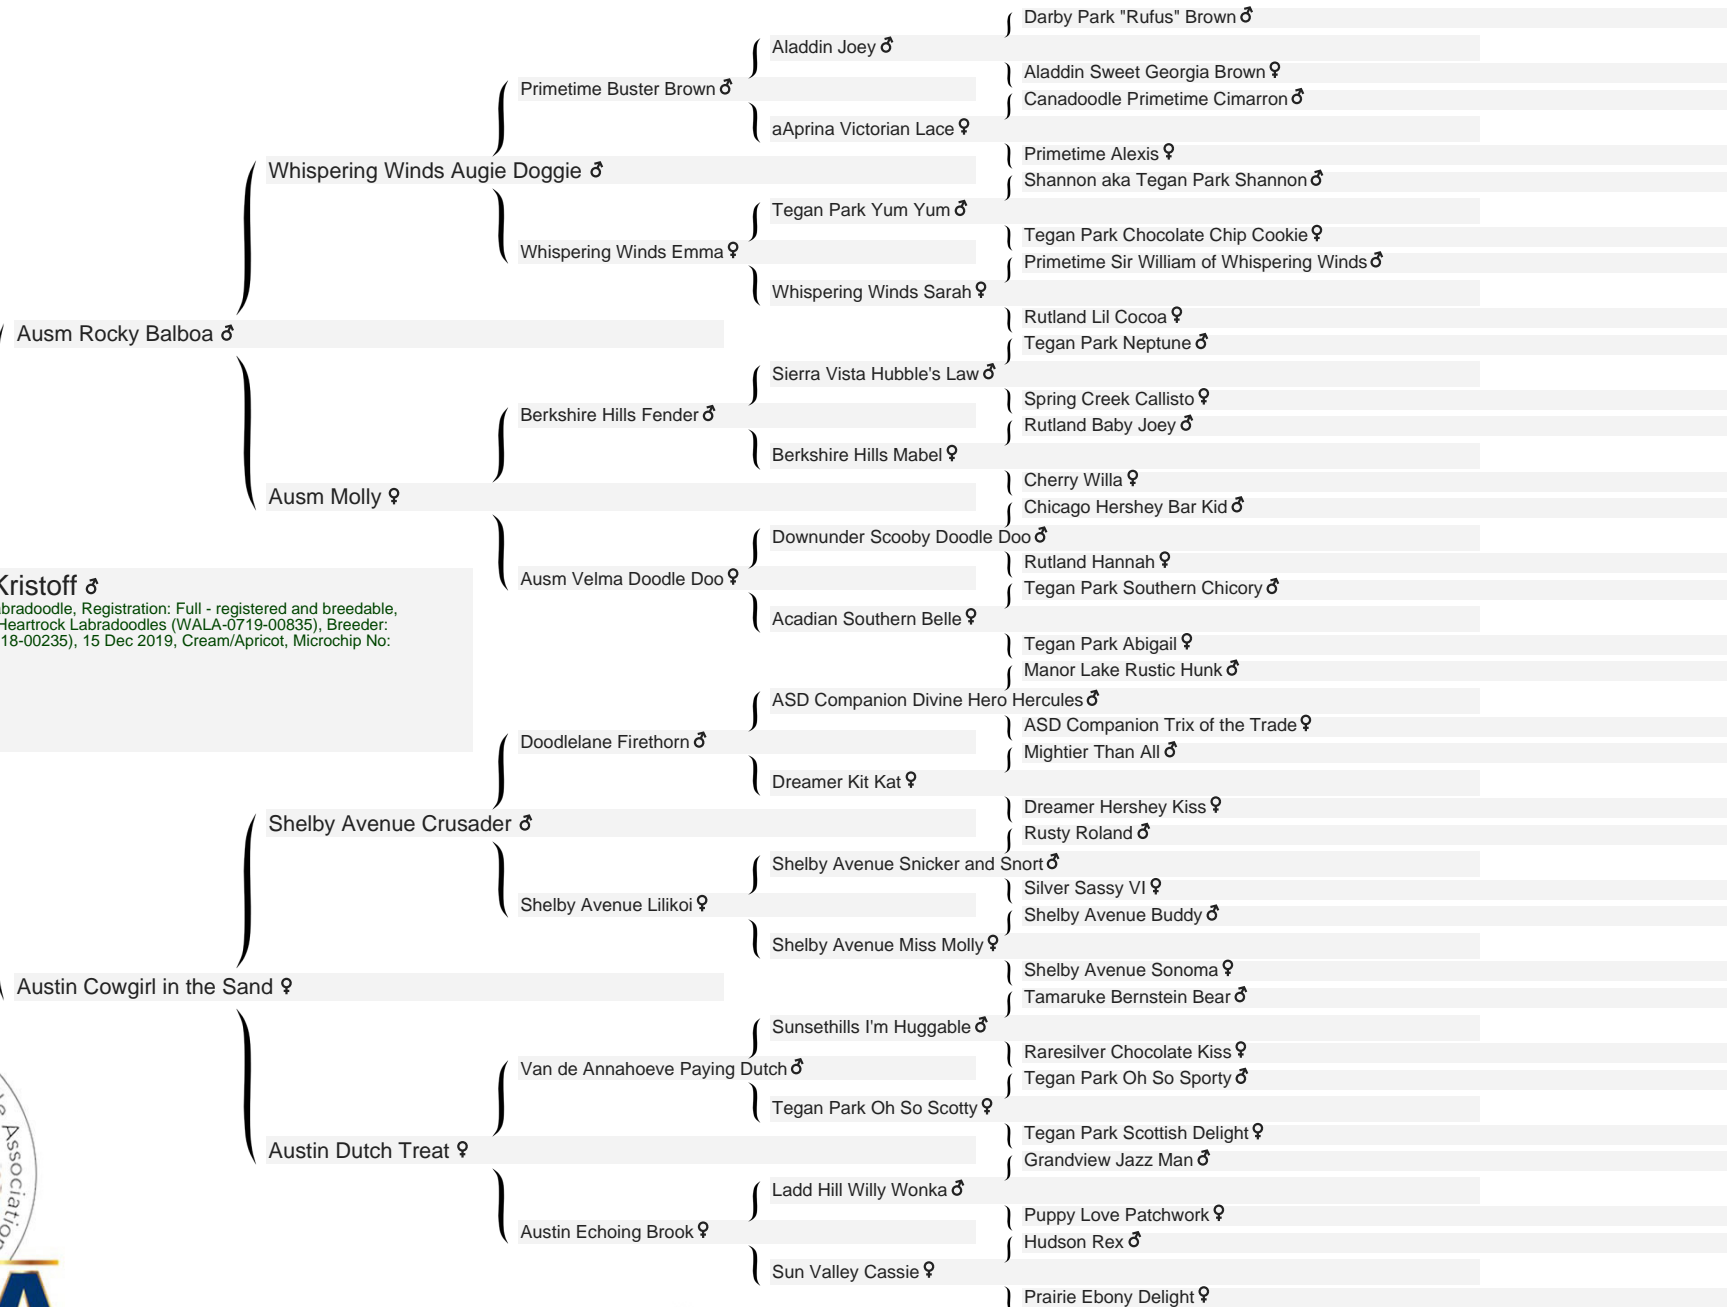 Darby Park "Rufus" Brown ♂
Aladdin Joey ♂
Aladdin Sweet Georgia Brown ♀
Primetime Buster Brown ♂
Canadoodle Primetime Cimarron ♂
aAprina Victorian Lace ♀
Primetime Alexis ♀
Whispering Winds Augie Doggie ♂
Shannon aka Tegan Park Shannon ♂
Tegan Park Yum Yum ♂
Tegan Park Chocolate Chip Cookie ♀
Whispering Winds Emma ♀
Primetime Sir William of Whispering Winds ♂
Whispering Winds Sarah ♀
Rutland Lil Cocoa ♀
Ausm Rocky Balboa ♂
Tegan Park Neptune ♂
Sierra Vista Hubble's Law ♂
Spring Creek Callisto ♀
Berkshire Hills Fender ♂
Rutland Baby Joey ♂
Berkshire Hills Mabel ♀
Cherry Willa ♀
Ausm Molly ♀
Chicago Hershey Bar Kid ♂
Downunder Scooby Doodle Doo ♂
Rutland Hannah ♀
Ausm Velma Doodle Doo ♀
Tegan Park Southern Chicory ♂
Acadian Southern Belle ♀
Tegan Park Abigail ♀
Kristoff ♂
bradoodle, Registration: Full - registered and breedable,
Heartrock Labradoodles (WALA-0719-00835), Breeder:
18-00235), 15 Dec 2019, Cream/Apricot, Microchip No:
Manor Lake Rustic Hunk ♂
ASD Companion Divine Hero Hercules ♂
ASD Companion Trix of the Trade ♀
Doodlelane Firethorn ♂
Mightier Than All ♂
Dreamer Kit Kat ♀
Dreamer Hershey Kiss ♀
Shelby Avenue Crusader ♂
Rusty Roland ♂
Shelby Avenue Snicker and Snort ♂
Silver Sassy VI ♀
Shelby Avenue Lilikoi ♀
Shelby Avenue Buddy ♂
Shelby Avenue Miss Molly ♀
Shelby Avenue Sonoma ♀
Austin Cowgirl in the Sand ♀
Tamaruke Bernstein Bear ♂
Sunsethills I'm Huggable ♂
Raresilver Chocolate Kiss ♀
Van de Annahoeve Paying Dutch ♂
Tegan Park Oh So Sporty ♂
Tegan Park Oh So Scotty ♀
Tegan Park Scottish Delight ♀
Austin Dutch Treat ♀
Grandview Jazz Man ♂
Ladd Hill Willy Wonka ♂
Puppy Love Patchwork ♀
Austin Echoing Brook ♀
Hudson Rex ♂
Sun Valley Cassie ♀
Prairie Ebony Delight ♀
le Association
A